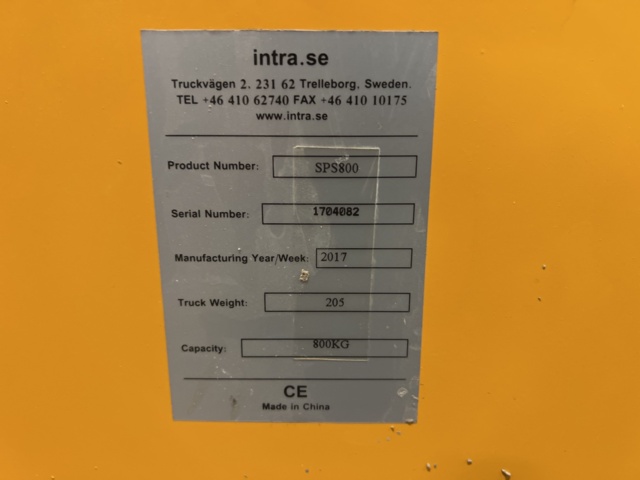 intra.se
Truckvägen 2. 231 62 Trelleborg, Sweden.
TEL +46 410 62740 FAX +46 410 10175
www.intra.se
Product Number: SPS800
Serial Number: 1704082
Manufacturing Year/Week: 2017
Truck Weight: 205
Capacity: 800KG
CE
Made in China